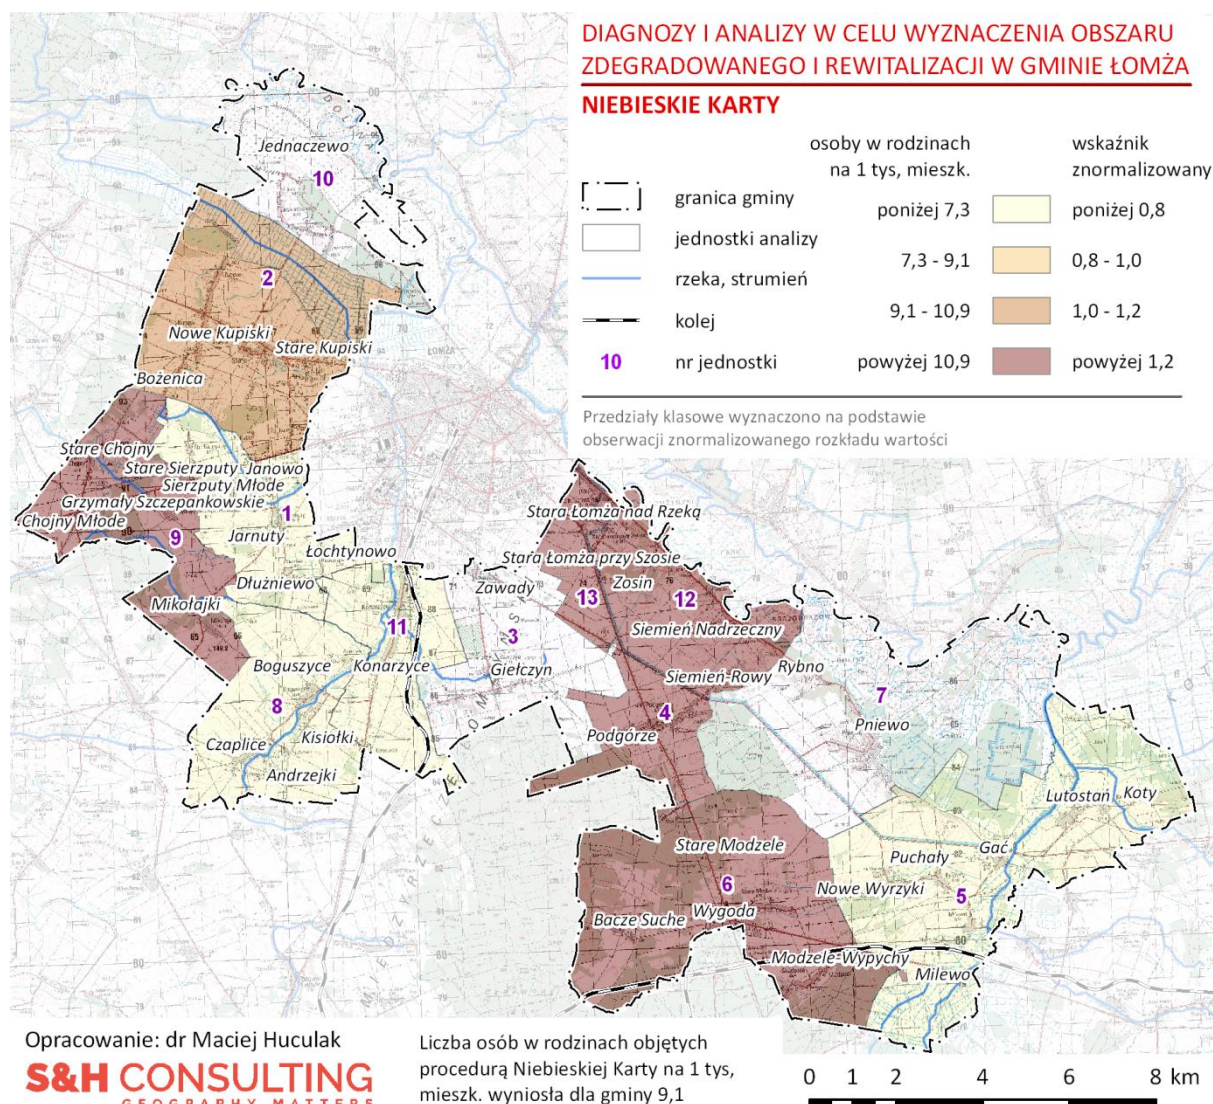 DIAGNOZY I ANALIZY W CELU WYZNACZENIA OBSZARU
ZDEGRADOWANEGO I REWITALIZACJI W GMINIE ŁOMŻA
NIEBIESKIE KARTY
osoby w rodzinach
na 1 tys, mieszk.
wskaźnik
znormalizowany
granica gminy
poniżej 7,3
poniżej 0,8
jednostki analizy
7,3 - 9,1
0,8 - 1,0
rzeka, strumień
9,1 - 10,9
1,0 - 1,2
kolej
10 nr jednostki
powyżej 10,9
powyżej 1,2
Przedziały klasowe wyznaczono na podstawie
obserwacji znormalizowanego rozkładu wartości
Jednaczewo
10
2
Nowe Kupiski
Stare Kupiski
ŁOMŻA
Bożenica
Stare Chojny
Stare Sierzputy
Janowo
Sierzputy Młode
Grzymały Szczepankowskie
Chojny Młode
1
9
Jarnuty
Łochtynowo
Dłużniewo
Mikołajki
11
Boguszyce
Konarzyce
8
Czaplice
Kisiołki
Andrzejki
Stara Łomża nad Rzeką
Stara Łomża przy Szosie
Zawady
Zosin
13
12
3
Siemień Nadrzeczny
Giełczyn
Rybno
Siemień-Rowy
7
4
Pniewo
Podgórze
Lutostań
Koty
Stare Modzele
Gać
Puchały
6
Nowe Wyrzyki
5
Bacze Suche
Wygoda
Modzele-Wypychy
Milewo
Opracowanie: dr Maciej Huculak
S&H CONSULTING
GEOGRAPHY MATTERS
Liczba osób w rodzinach objętych
procedurą Niebieskiej Karty na 1 tys,
mieszk. wyniosła dla gminy 9,1
0 1 2 4 6 8 km